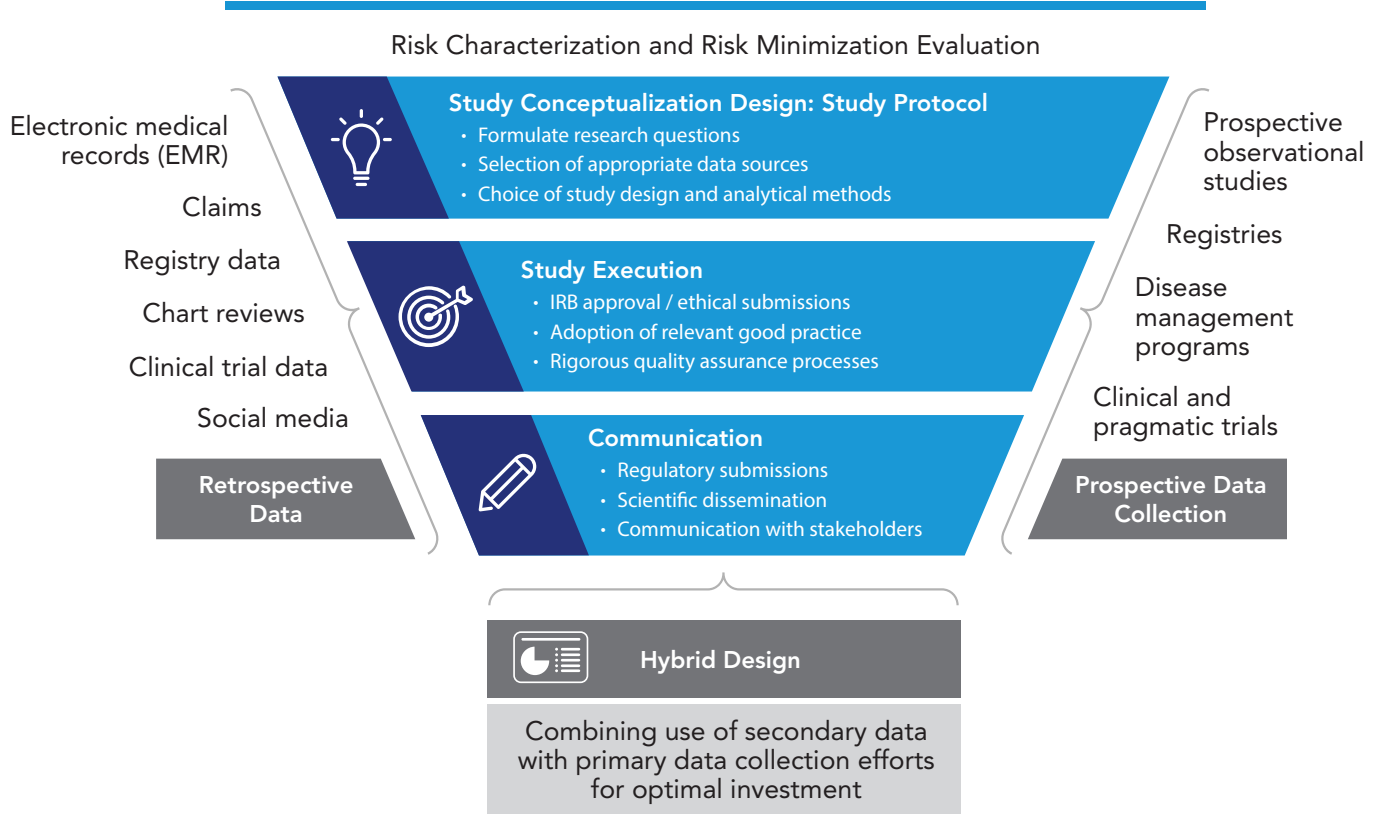 Risk Characterization and Risk Minimization Evaluation
Electronic medical
records (EMR)
Claims
Registry data
Chart reviews
Clinical trial data
Social media
Retrospective
Data
Study Conceptualization Design: Study Protocol
• Formulate research questions
• Selection of appropriate data sources
• Choice of study design and analytical methods
Study Execution
• IRB approval / ethical submissions
• Adoption of relevant good practice
• Rigorous quality assurance processes
Communication
• Regulatory submissions
• Scientific dissemination
• Communication with stakeholders
Prospective
observational
studies
Registries
Disease
management
programs
Clinical and
pragmatic trials
Prospective Data
Collection
Hybrid Design
Combining use of secondary data
with primary data collection efforts
for optimal investment